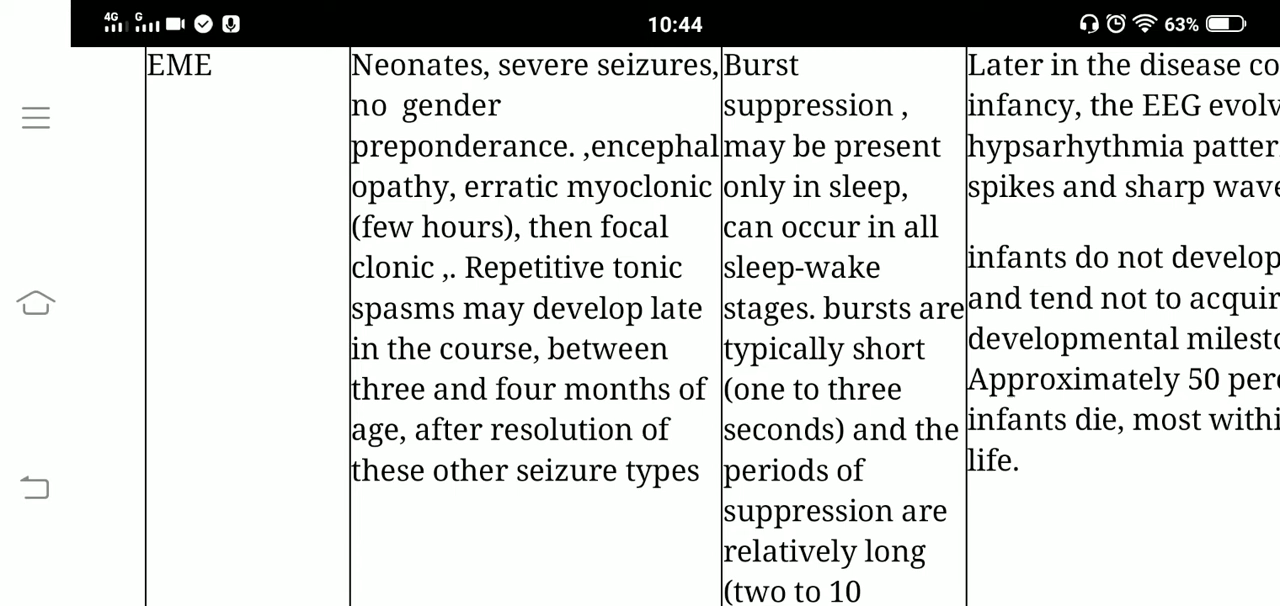 4G G 10:44 63%
EME
Neonates, severe seizures,
no gender
preponderance. ,encephal
opathy, erratic myoclonic
(few hours), then focal
clonic ,. Repetitive tonic
spasms may develop late
in the course, between
three and four months of
age, after resolution of
these other seizure types
Burst
suppression ,
may be present
only in sleep,
can occur in all
sleep-wake
stages. bursts are
typically short
(one to three
seconds) and the
periods of
suppression are
relatively long
(two to 10
Later in the disease co
infancy, the EEG evolv
hypsarhythmia patter
spikes and sharp wave
infants do not develop
and tend not to acquir
developmental milesto
Approximately 50 perc
infants die, most withi
life.